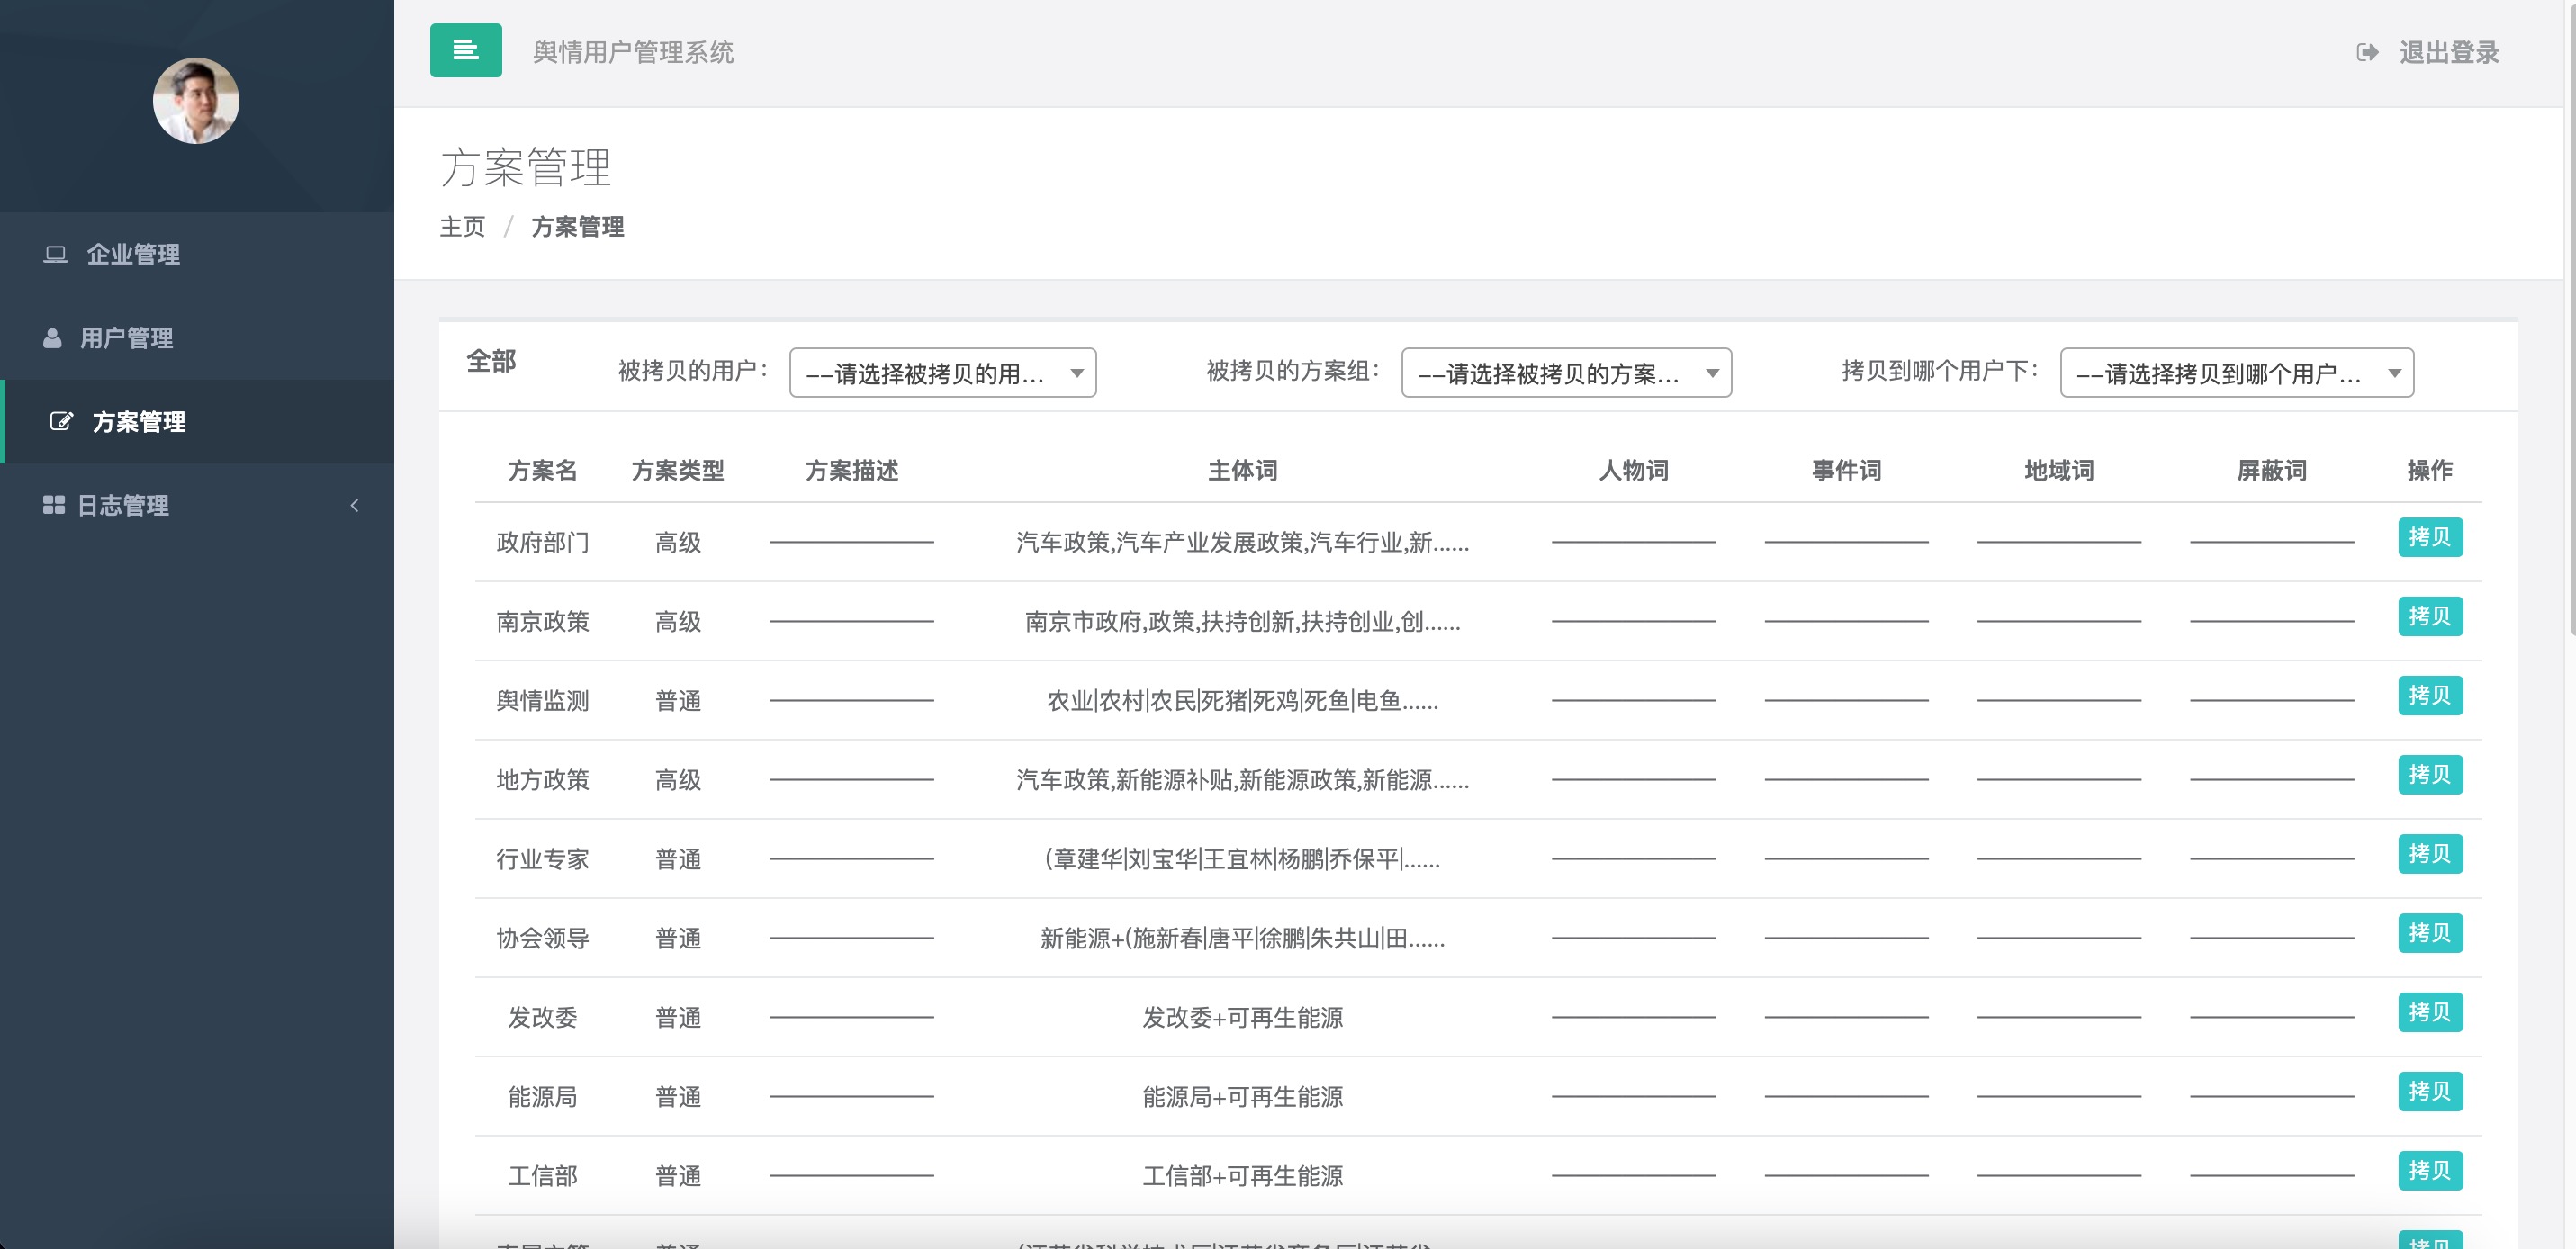 舆情用户管理系统
退出登录
方案管理
主页 / 方案管理
企业管理
用户管理
方案管理
日志管理
全部 被拷贝的用户： --请选择被拷贝的用... 被拷贝的方案组： --请选择被拷贝的方案... 拷贝到哪个用户下： --请选择拷贝到哪个用户...
方案名 方案类型 方案描述 主体词 人物词 事件词 地域词 屏蔽词 操作
政府部门 高级 ———————— 汽车政策,汽车产业发展政策,汽车行业,新...... ———————— ———————— ———————— ———————— 拷贝
南京政策 高级 ———————— 南京市政府,政策,扶持创新,扶持创业,创...... ———————— ———————— ———————— ———————— 拷贝
舆情监测 普通 ———————— 农业|农村|农民|死猪|死鸡|死鱼|电鱼...... ———————— ———————— ———————— ———————— 拷贝
地方政策 高级 ———————— 汽车政策,新能源补贴,新能源政策,新能源...... ———————— ———————— ———————— ———————— 拷贝
行业专家 普通 ———————— (章建华|刘宝华|王宜林|杨鹏|乔保平|...... ———————— ———————— ———————— ———————— 拷贝
协会领导 普通 ———————— 新能源+(施新春|唐平|徐鹏|朱共山|田...... ———————— ———————— ———————— ———————— 拷贝
发改委 普通 ———————— 发改委+可再生能源 ———————— ———————— ———————— ———————— 拷贝
能源局 普通 ———————— 能源局+可再生能源 ———————— ———————— ———————— ———————— 拷贝
工信部 普通 ———————— 工信部+可再生能源 ———————— ———————— ———————— ———————— 拷贝
普通 拷贝